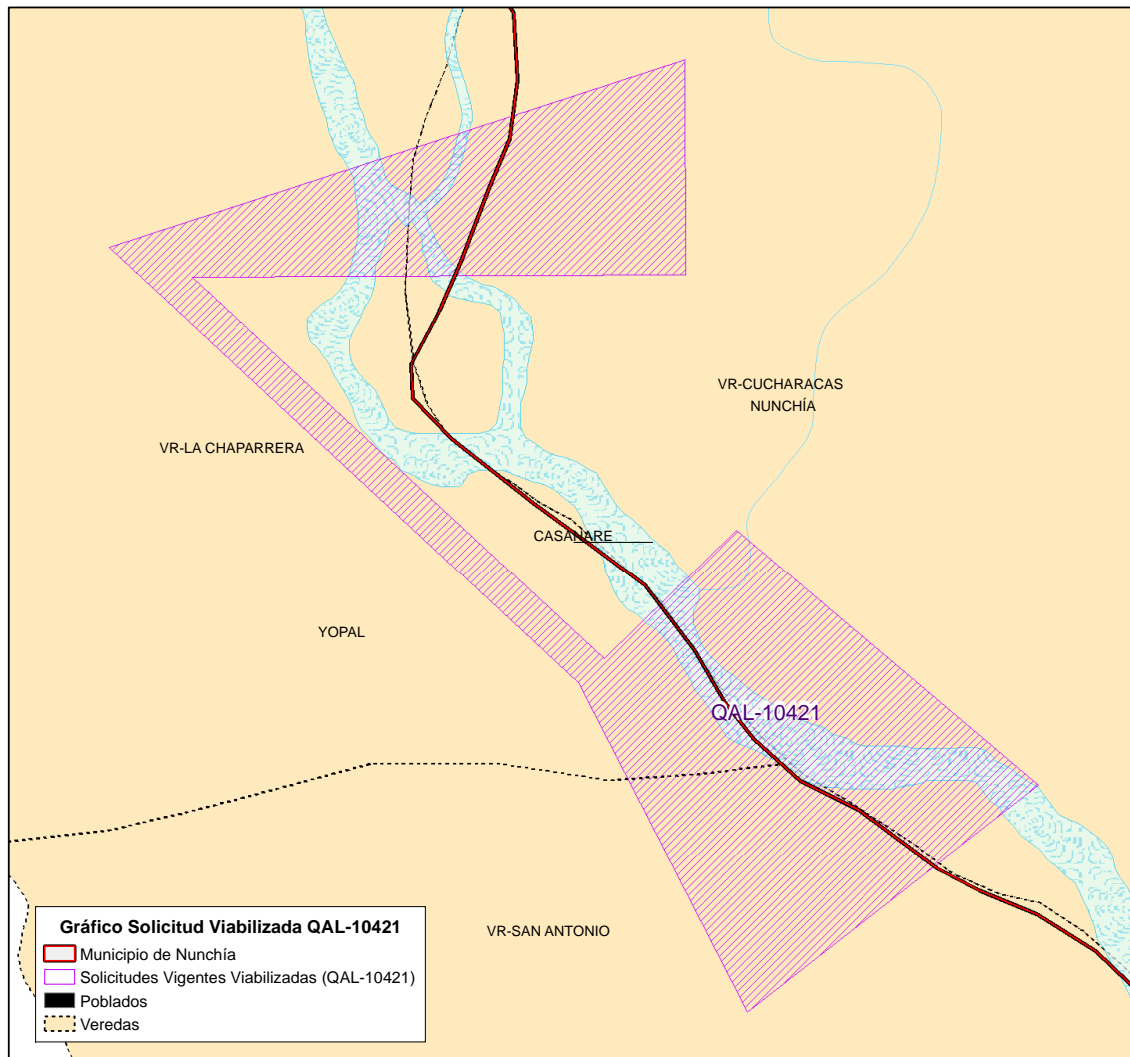 VR-CUCHARACAS
NUNCHÍA
VR-LA CHAPARRERA
CASANARE
YOPAL
QAL-10421
VR-SAN ANTONIO
Gráfico Solicitud Viabilizada QAL-10421
Municipio de Nunchía
Solicitudes Vigentes Viabilizadas (QAL-10421)
Poblados
Veredas